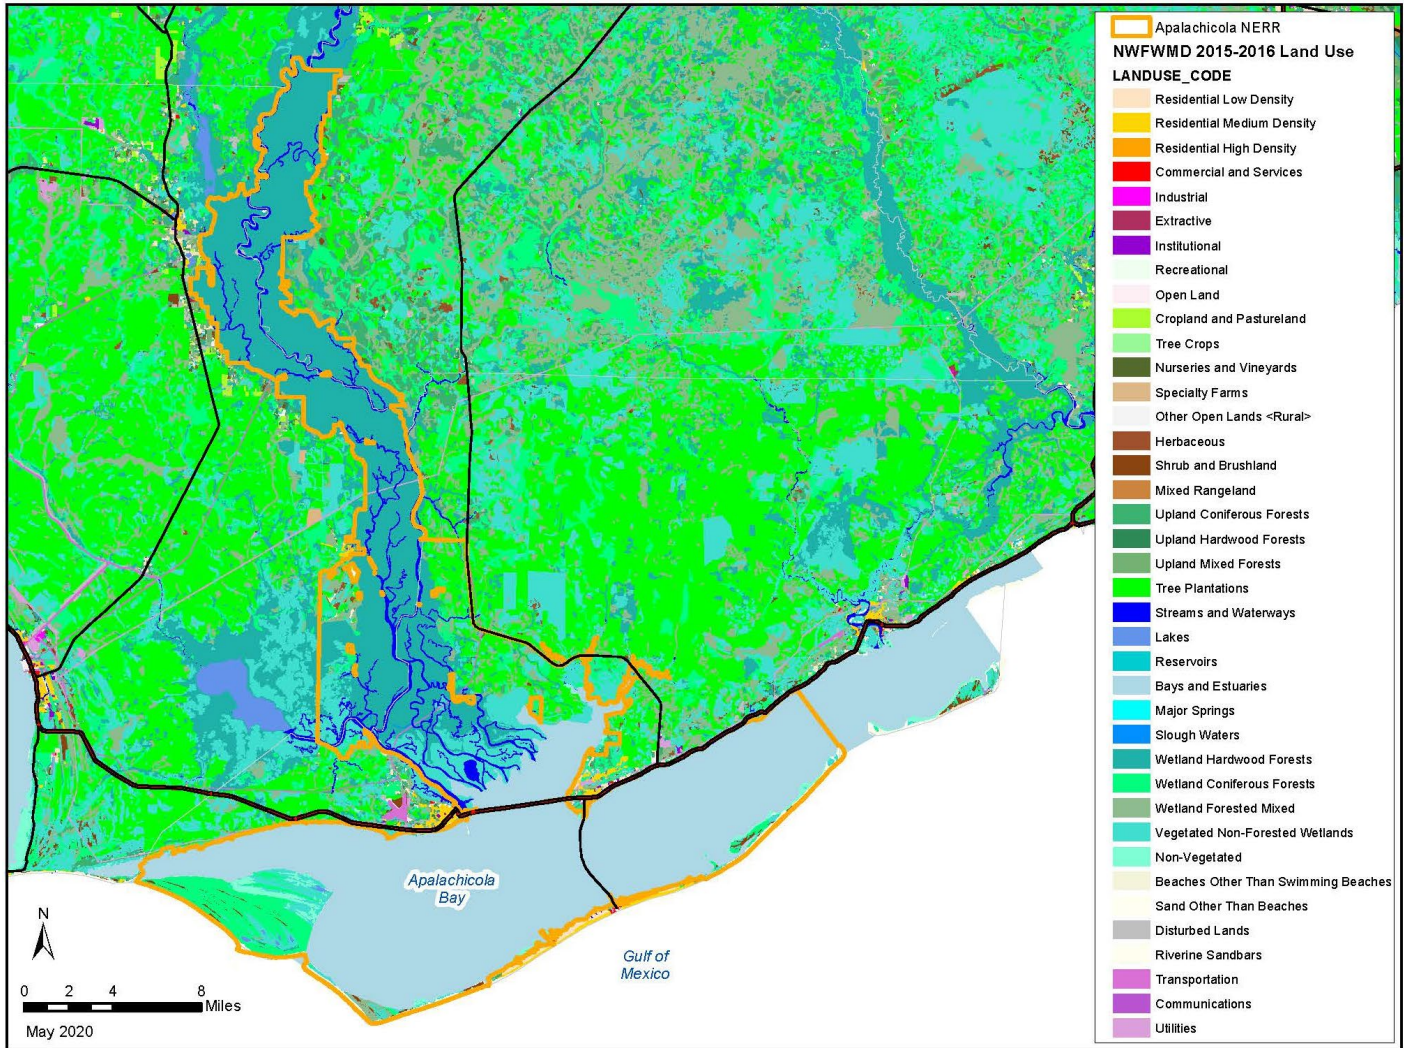 Apalachicola NERR
NWFWMD 2015-2016 Land Use
LANDUSE_CODE
Residential Low Density
Residential Medium Density
Residential High Density
Commercial and Services
Industrial
Extractive
Institutional
Recreational
Open Land
Cropland and Pastureland
Tree Crops
Nurseries and Vineyards
Specialty Farms
Other Open Lands <Rural>
Herbaceous
Shrub and Brushland
Mixed Rangeland
Upland Coniferous Forests
Upland Hardwood Forests
Upland Mixed Forests
Tree Plantations
Streams and Waterways
Lakes
Reservoirs
Bays and Estuaries
Major Springs
Slough Waters
Wetland Hardwood Forests
Wetland Coniferous Forests
Wetland Forested Mixed
Vegetated Non-Forested Wetlands
Non-Vegetated
Beaches Other Than Swimming Beaches
Sand Other Than Beaches
Disturbed Lands
Riverine Sandbars
Transportation
Communications
Utilities
Apalachicola
Bay
Gulf of
Mexico
N
0 2 4 8
Miles
May 2020